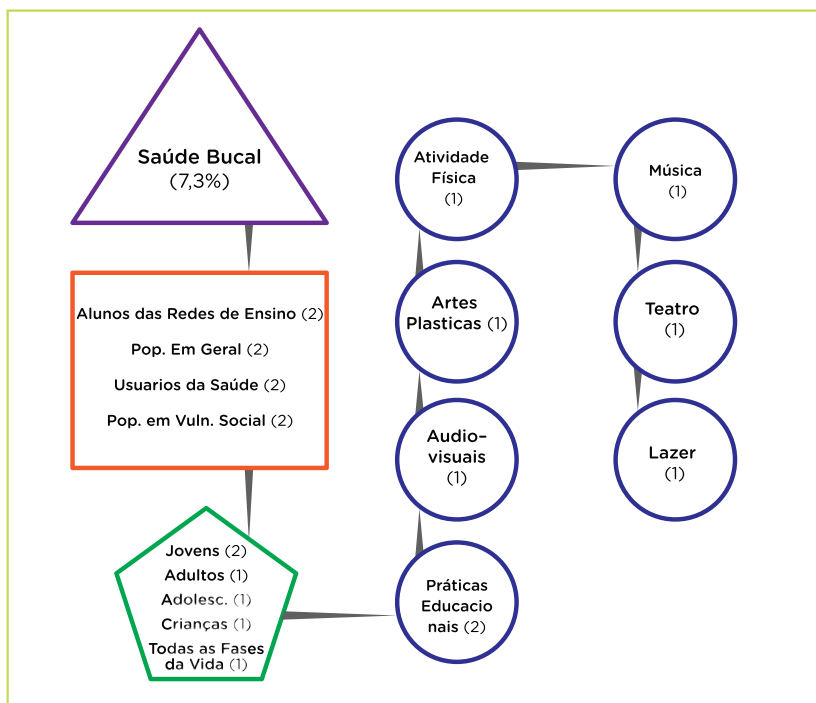 Saúde Bucal
(7,3%)
Alunos das Redes de Ensino (2)
Pop. Em Geral (2)
Usuarios da Saúde (2)
Pop. em Vuln. Social (2)
Jovens (2)
Adultos (1)
Adolesc. (1)
Crianças (1)
Todas as Fases
da Vida (1)
Práticas
Educacio
nais (2)
Audio–
visuais
(1)
Artes
Plasticas (1)
Atividade
Física
(1)
Música
(1)
Teatro
(1)
Lazer
(1)